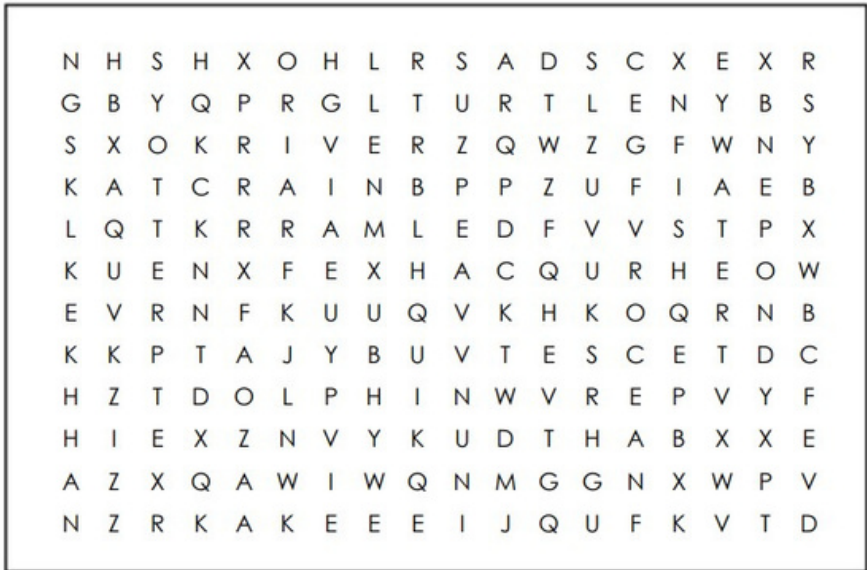 N H S H X O H L R S A D S C X E X R
G B Y Q P R G L T U R T L E N Y B S
S X O K R I V E R Z Q W Z G F W N Y
K A T C R A I N B P P Z U F I A E B
L Q T K R R A M L E D F V V S T P X
K U E N X F E X H A C Q U R H E O W
E V R N F K U U Q V K H K O Q R N B
K K P T A J Y B U V T E S C E T D C
H Z T D O L P H I N W V R E P V Y F
H I E X Z N V Y K U D T H A B X X E
A Z X Q A W I W Q N M G G N X W P V
N Z R K A K E E E I J Q U F K V T D